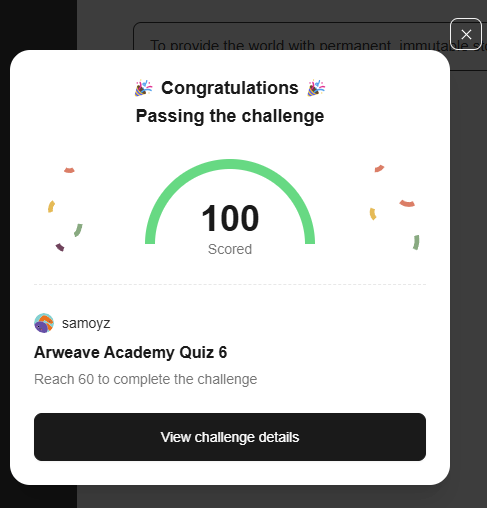 To provide the world with permanent, immutable
Congratulations
Passing the challenge
100
Scored
samoyz
Arweave Academy Quiz 6
Reach 60 to complete the challenge
View challenge details